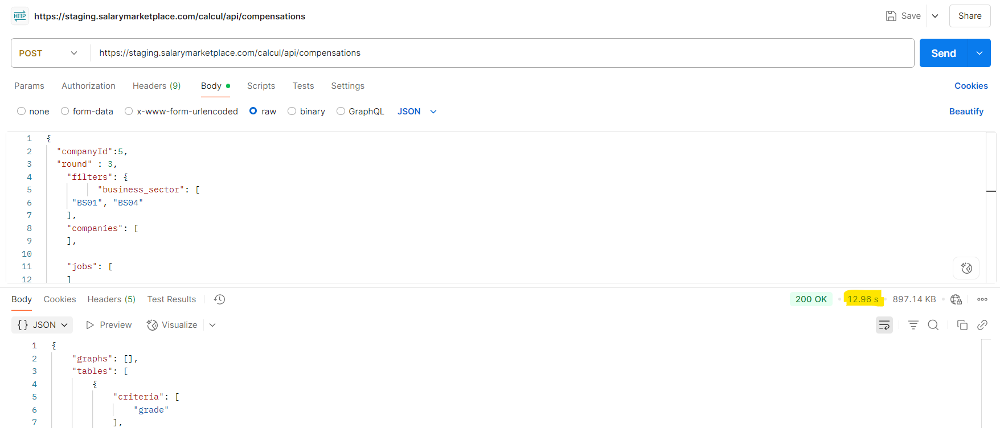 HTTP https://staging.salarymarketplace.com/calcul/api/compensations Save Share
POST https://staging.salarymarketplace.com/calcul/api/compensations Send
Params Authorization Headers (9) Body Scripts Tests Settings Cookies
none form-data x-www-form-urlencoded raw binary GraphQL JSON Beautify
1 {
2 "companyId":5,
3 "round" : 3,
4 "filters": {
5 "business_sector": [
6 "BS01", "BS04"
7 ],
8 "companies": [
9 ],
10
11 "jobs": [
12 ]
Body Cookies Headers (5) Test Results 200 OK • 12.96 s • 897.14 KB •
{} JSON Preview Visualize
1 {
2 "graphs": [],
3 "tables": [
4 {
5 "criteria": [
6 "grade"
7 ],